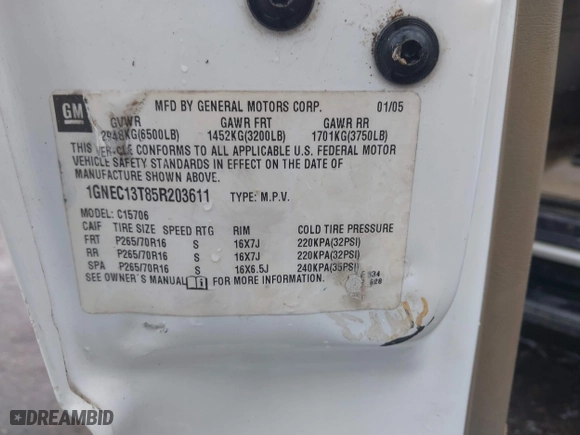 GM
MFD BY GENERAL MOTORS CORP. 01/05
GVWR GAWR FRT GAWR RR
2948KG(6500LB) 1452KG(3200LB) 1701KG(3750LB)
THIS VEHICLE CONFORMS TO ALL APPLICABLE U.S. FEDERAL MOTOR
VEHICLE SAFETY STANDARDS IN EFFECT ON THE DATE OF
MANUFACTURE SHOWN ABOVE.
1GNEC13T85R203611 TYPE: M.P.V.
MODEL: C15706
CAIF TIRE SIZE SPEED RTG RIM COLD TIRE PRESSURE
FRT P265/70R16 S 16X7J 220KPA(32PSI)
RR P265/70R16 S 16X7J 220KPA(32PSI)
SPA P265/70R16 S 16X6.5J 240KPA(35PSI)
SEE OWNER'S MANUAL FOR MORE INFORMATION.
DREAMBID